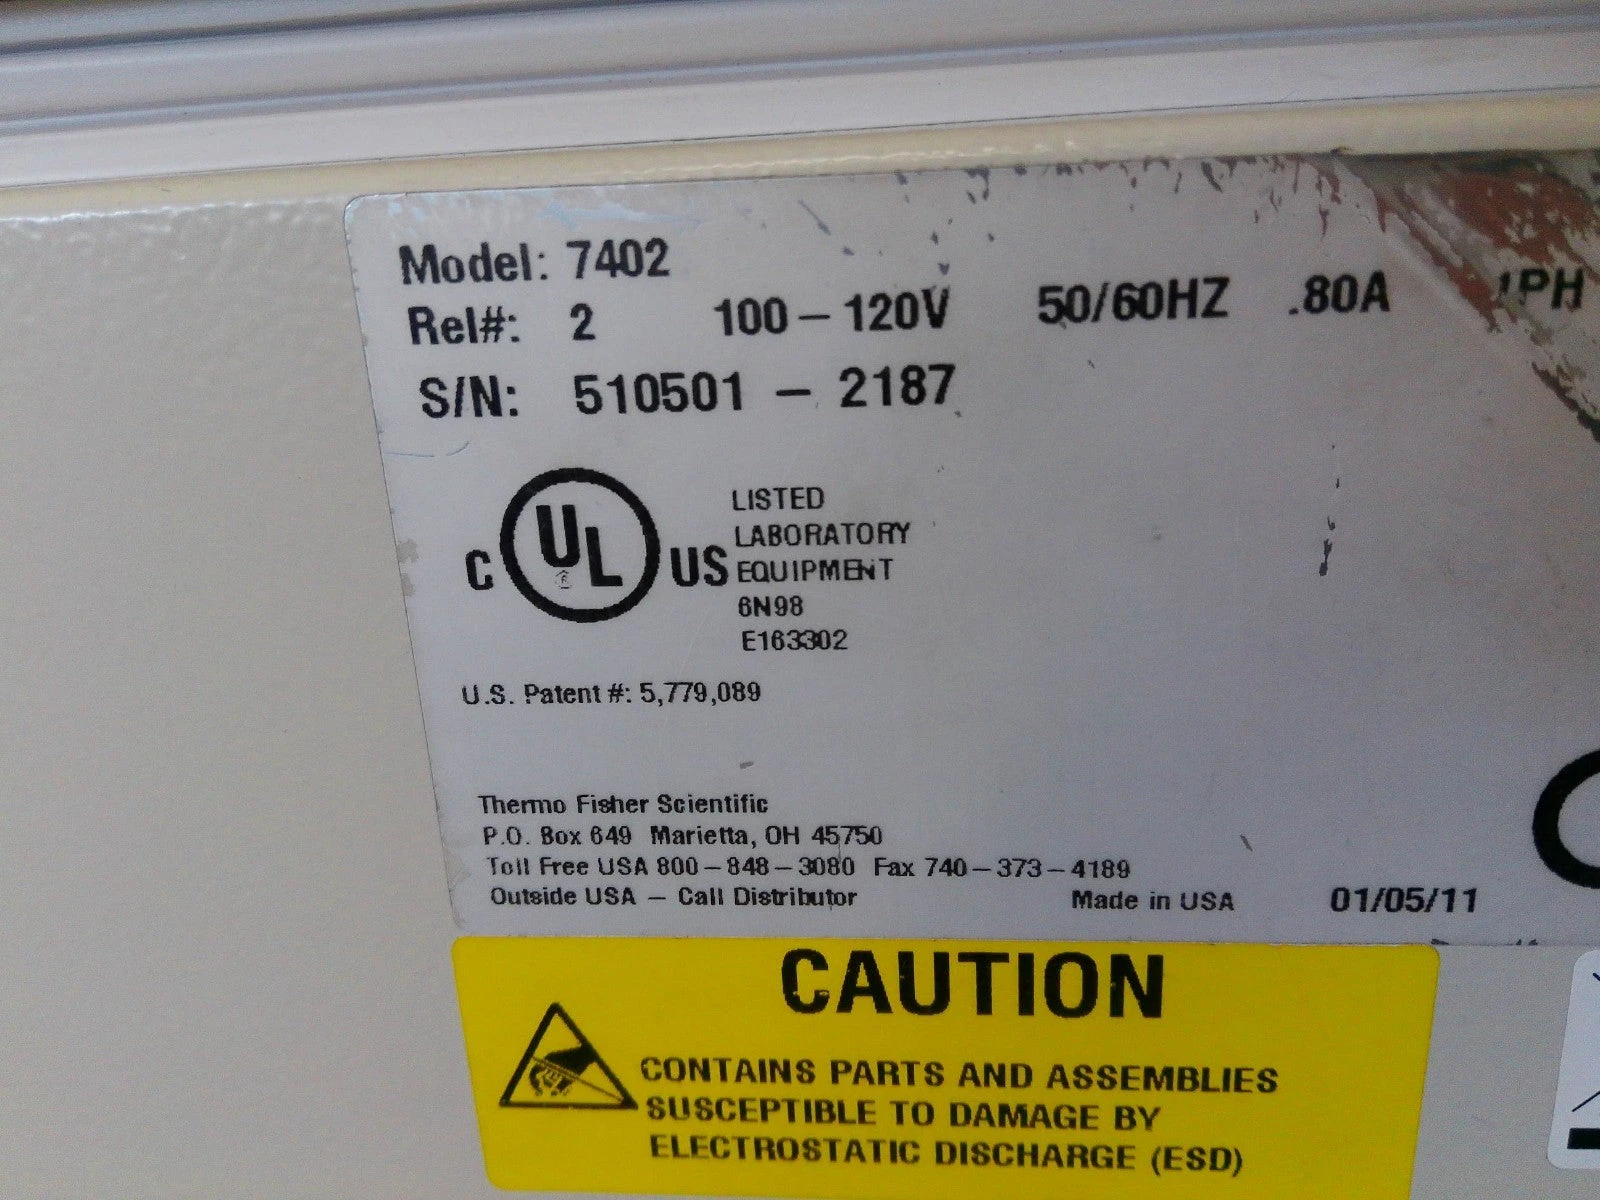 Model: 7402
Rel#: 2 100-120V 50/60HZ .80A 1PH
S/N: 510501-2187
C UL US
LISTED
LABORATORY
EQUIPMENT
6N98
E163302
U.S. Patent #: 5,779,089
Thermo Fisher Scientific
P.O. Box 649 Marietta, OH 45750
Toll Free USA 800-848-3080 Fax 740-373-4189
Outside USA - Call Distributor Made in USA 01/05/11
CAUTION
CONTAINS PARTS AND ASSEMBLIES
SUSCEPTIBLE TO DAMAGE BY
ELECTROSTATIC DISCHARGE (ESD)